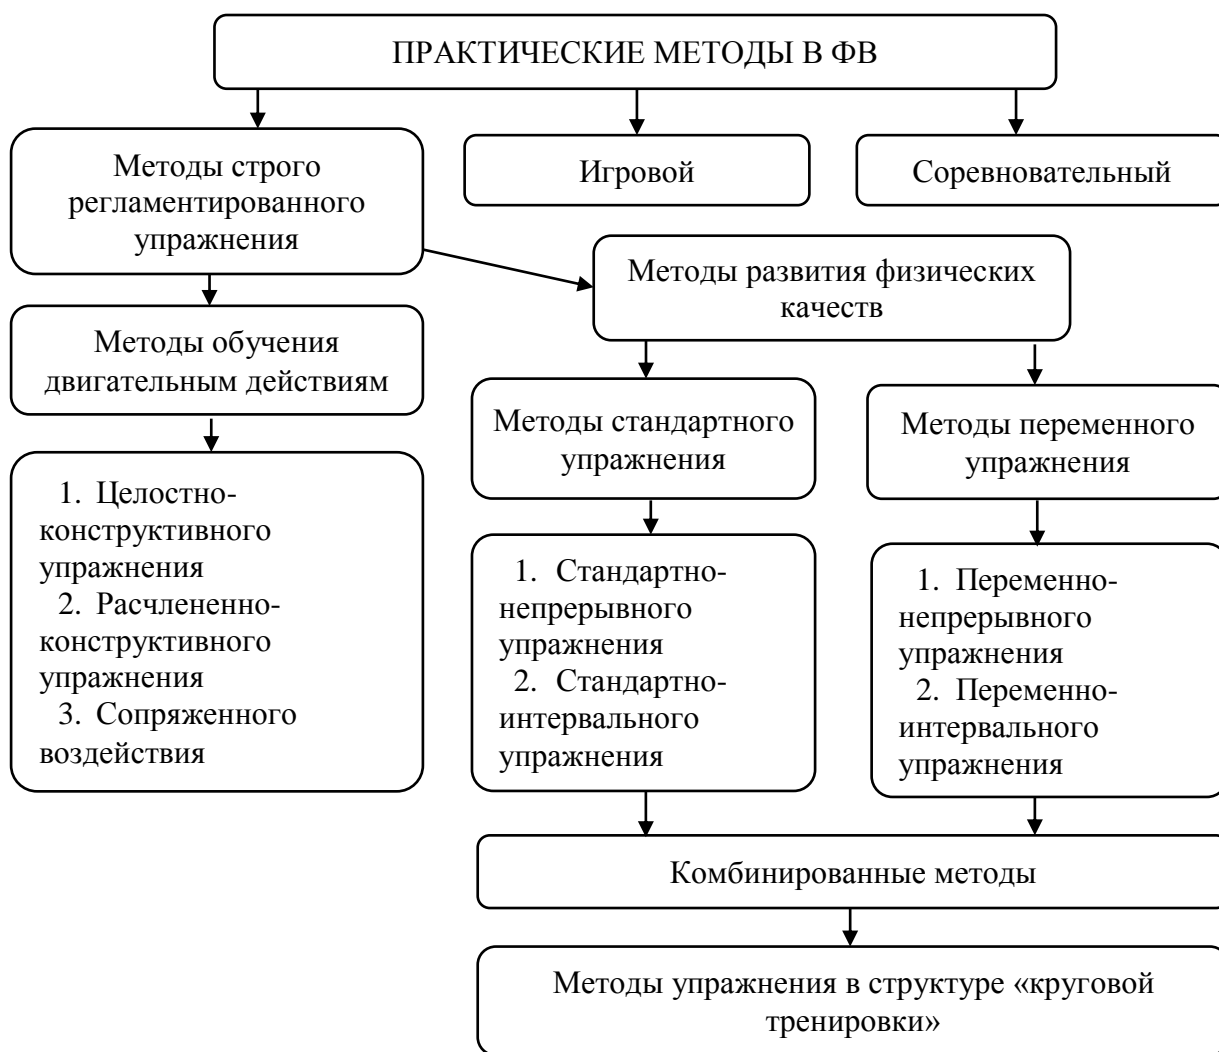 ПРАКТИЧЕСКИЕ МЕТОДЫ В ФВ
Методы строго
регламентированного
упражнения
Игровой
Соревновательный
Методы развития физических
качеств
Методы обучения
двигательным действиям
Методы стандартного
упражнения
Методы переменного
упражнения
1. Целостно-
конструктивного
упражнения
2. Расчлененно-
конструктивного
упражнения
3. Сопряженного
воздействия
1. Стандартно-
непрерывного
упражнения
2. Стандартно-
интервального
упражнения
1. Переменно-
непрерывного
упражнения
2. Переменно-
интервального
упражнения
Комбинированные методы
Методы упражнения в структуре «круговой
тренировки»